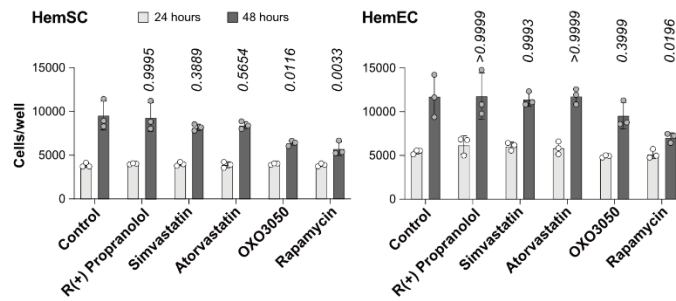 HemSC
24 hours
48 hours
HemEC
0.9995
0.3889
0.5654
0.0116
0.0033
>0.9999
0.9993
>0.9999
0.3999
0.0196
Cells/well
15000
10000
5000
0
15000
10000
5000
0
Control
R(+) Propranolol
Simvastatin
Atorvastatin
OXO3050
Rapamycin
Control
R(+) Propranolol
Simvastatin
Atorvastatin
OXO3050
Rapamycin